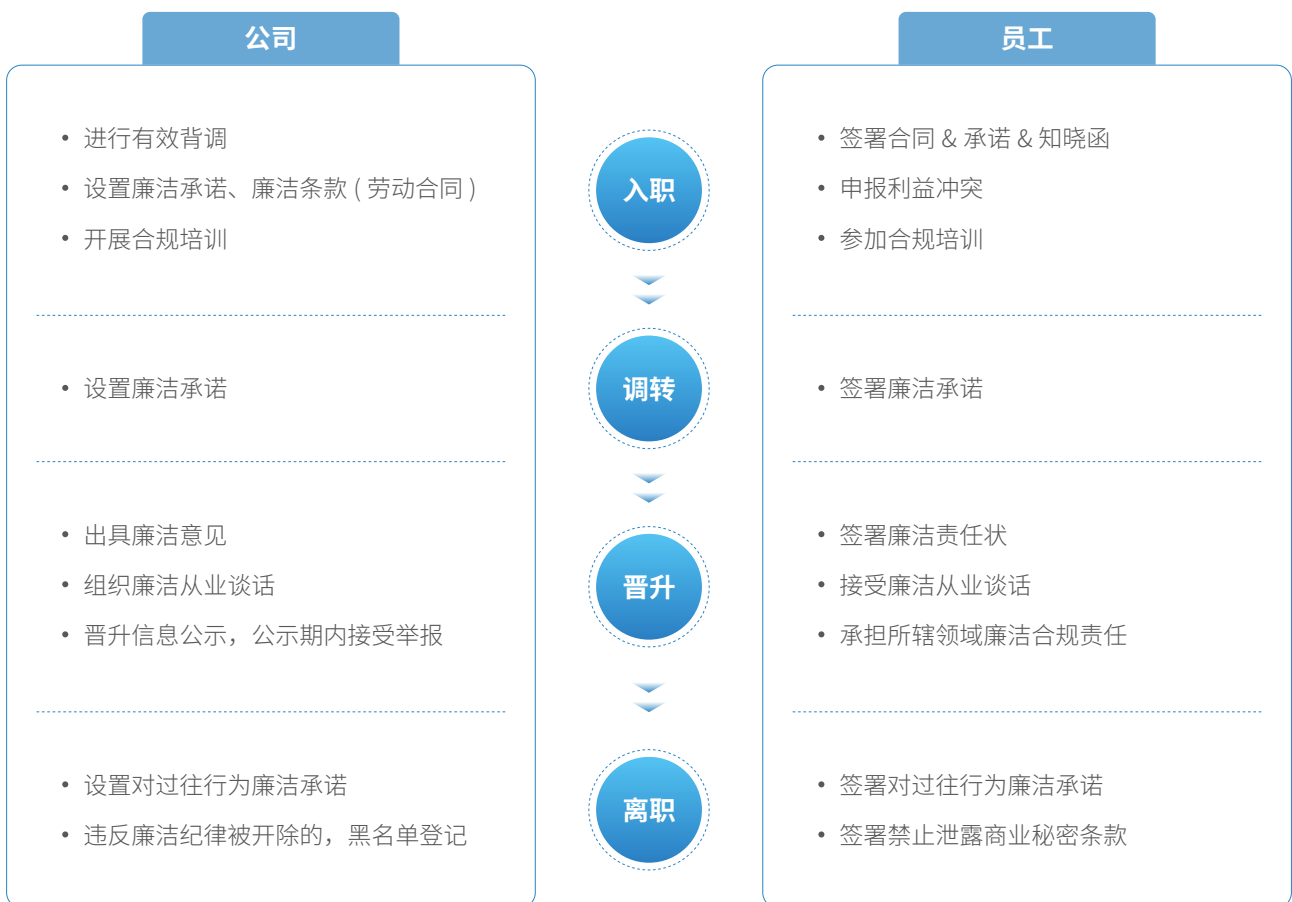 公司
• 进行有效背调
• 设置廉洁承诺、廉洁条款 ( 劳动合同 )
• 开展合规培训
• 设置廉洁承诺
• 出具廉洁意见
• 组织廉洁从业谈话
• 晋升信息公示，公示期内接受举报
• 设置对过往行为廉洁承诺
• 违反廉洁纪律被开除的，黑名单登记
入职
调转
晋升
离职
员工
• 签署合同 & 承诺 & 知晓函
• 申报利益冲突
• 参加合规培训
• 签署廉洁承诺
• 签署廉洁责任状
• 接受廉洁从业谈话
• 承担所辖领域廉洁合规责任
• 签署对过往行为廉洁承诺
• 签署禁止泄露商业秘密条款